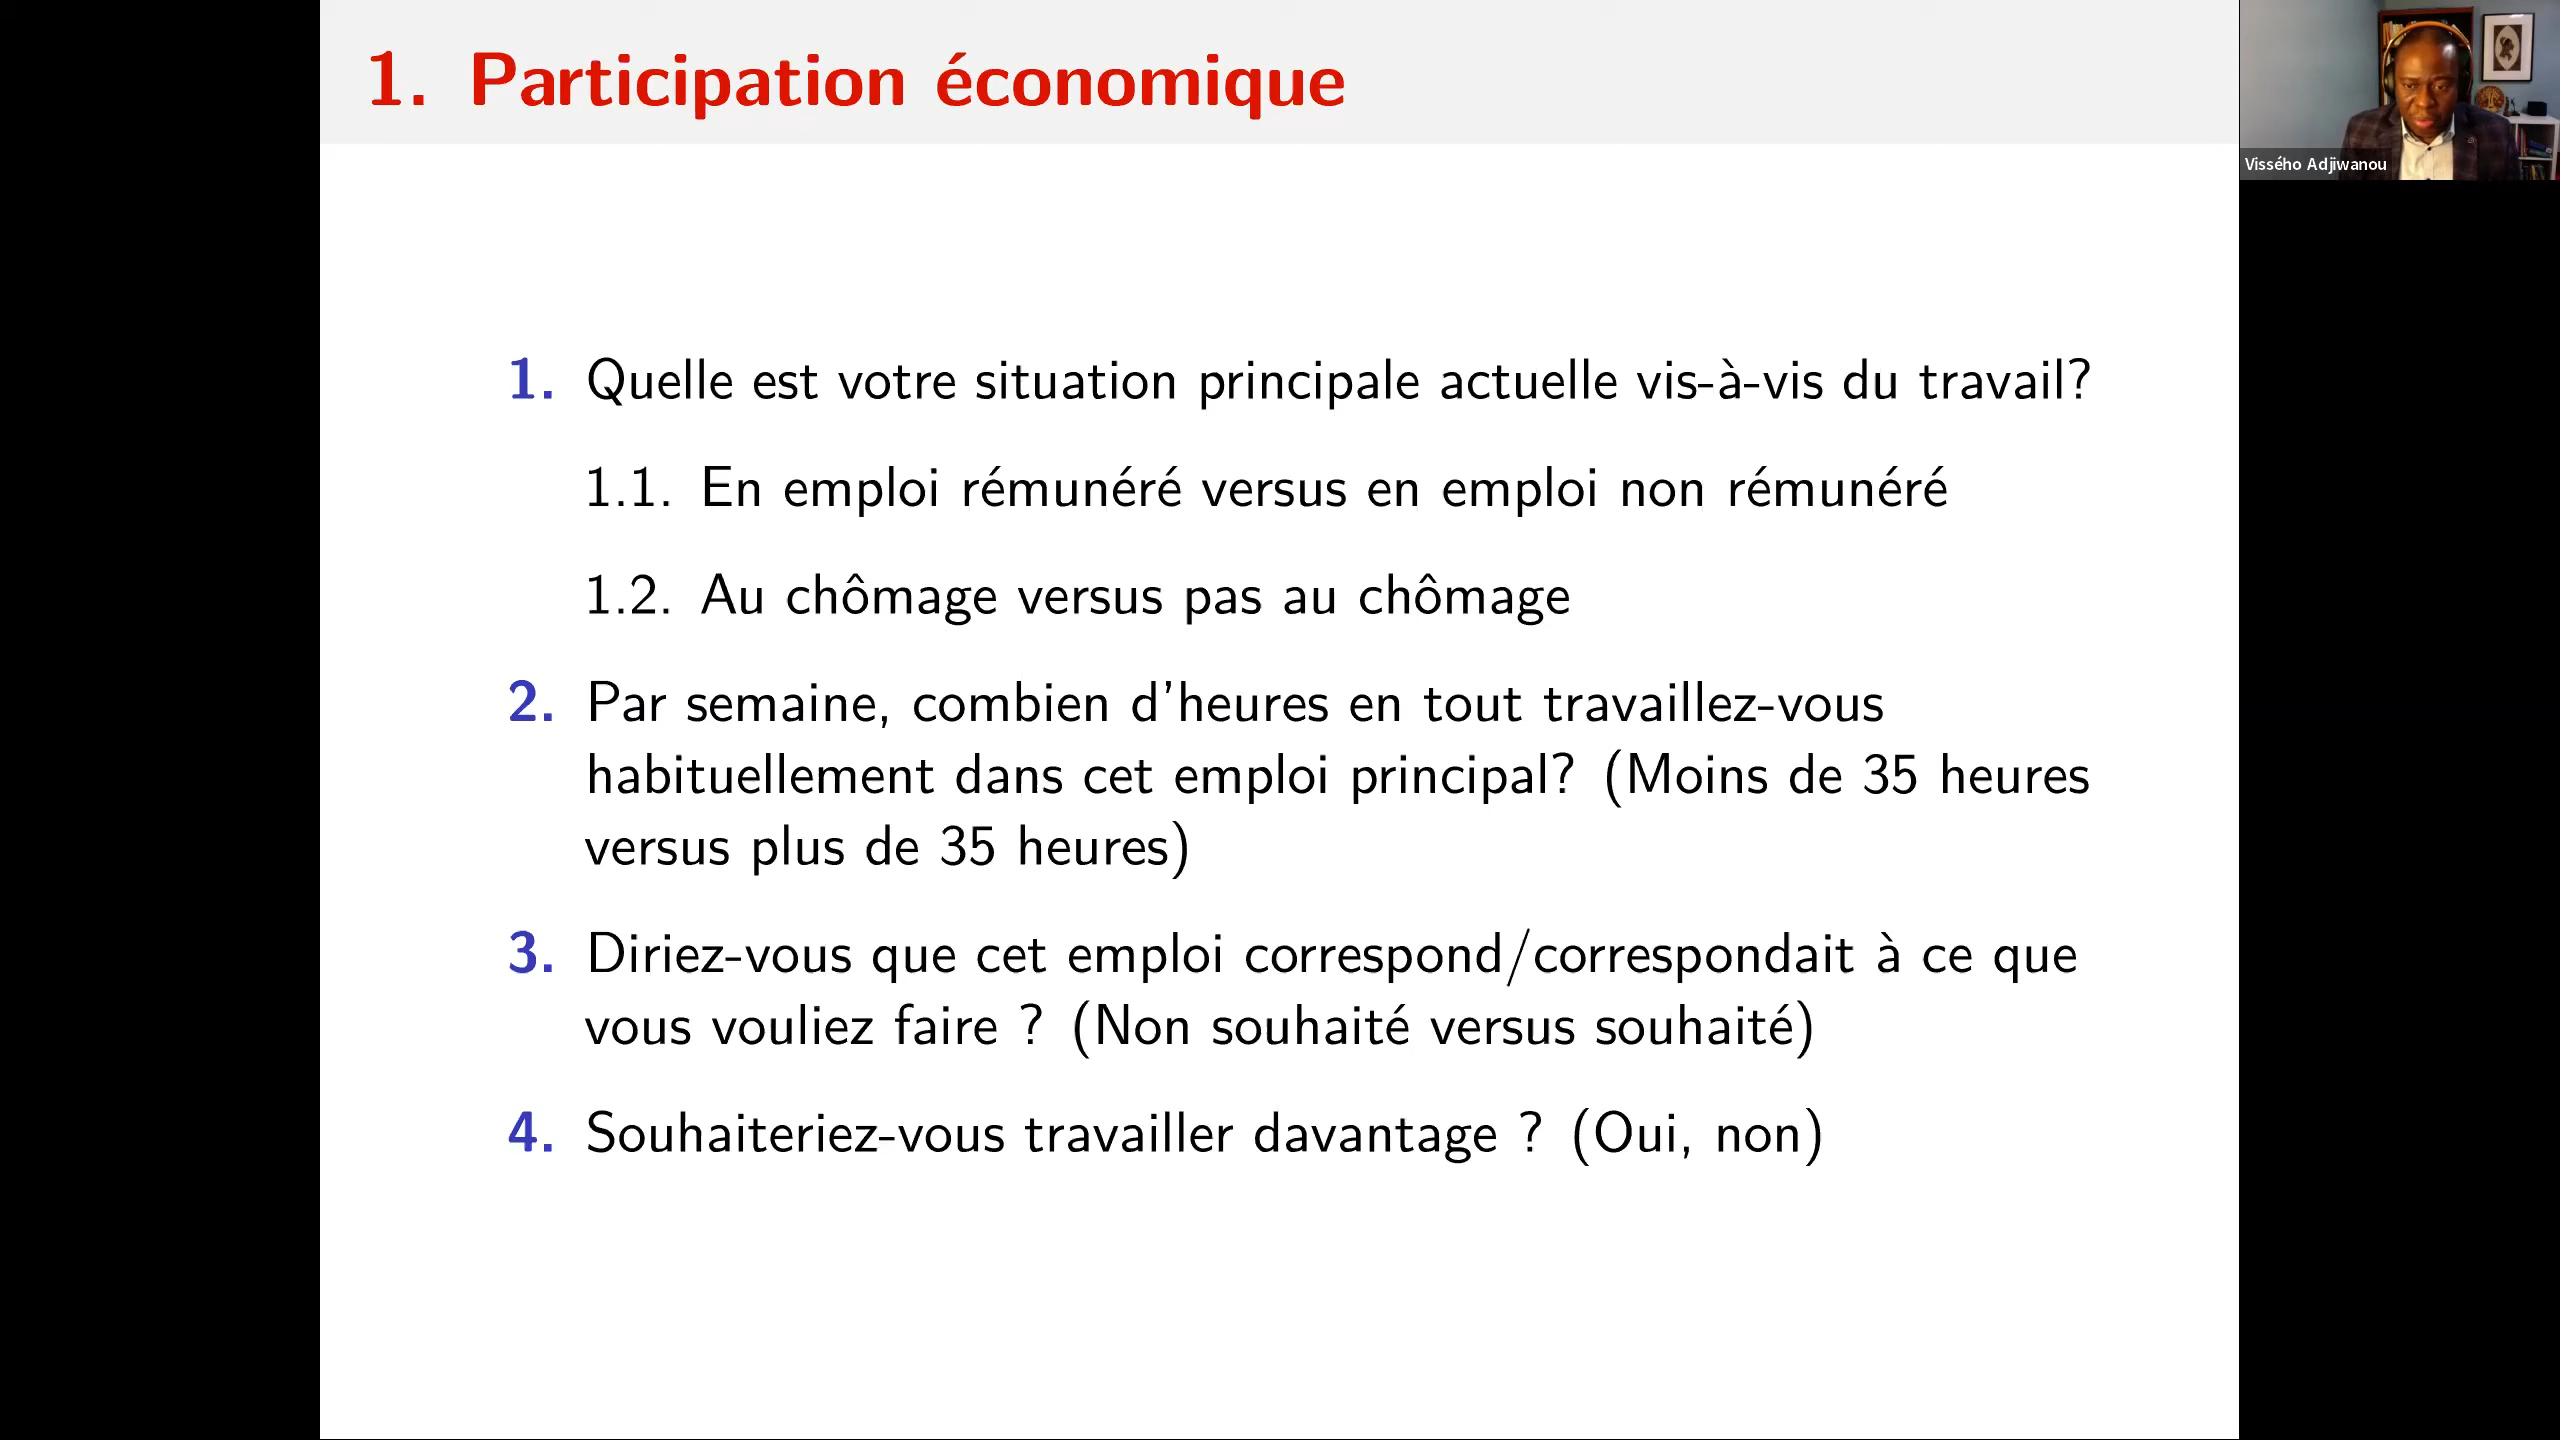 1. Participation économique
Vissého Adjiwanou
1. Quelle est votre situation principale actuelle vis-à-vis du travail?
1.1. En emploi rémunéré versus en emploi non rémunéré
1.2. Au chômage versus pas au chômage
2. Par semaine, combien d'heures en tout travaillez-vous
habituellement dans cet emploi principal? (Moins de 35 heures
versus plus de 35 heures)
3. Diriez-vous que cet emploi correspond/correspondait à ce que
vous vouliez faire ? (Non souhaité versus souhaité)
4. Souhaiteriez-vous travailler davantage ? (Oui, non)